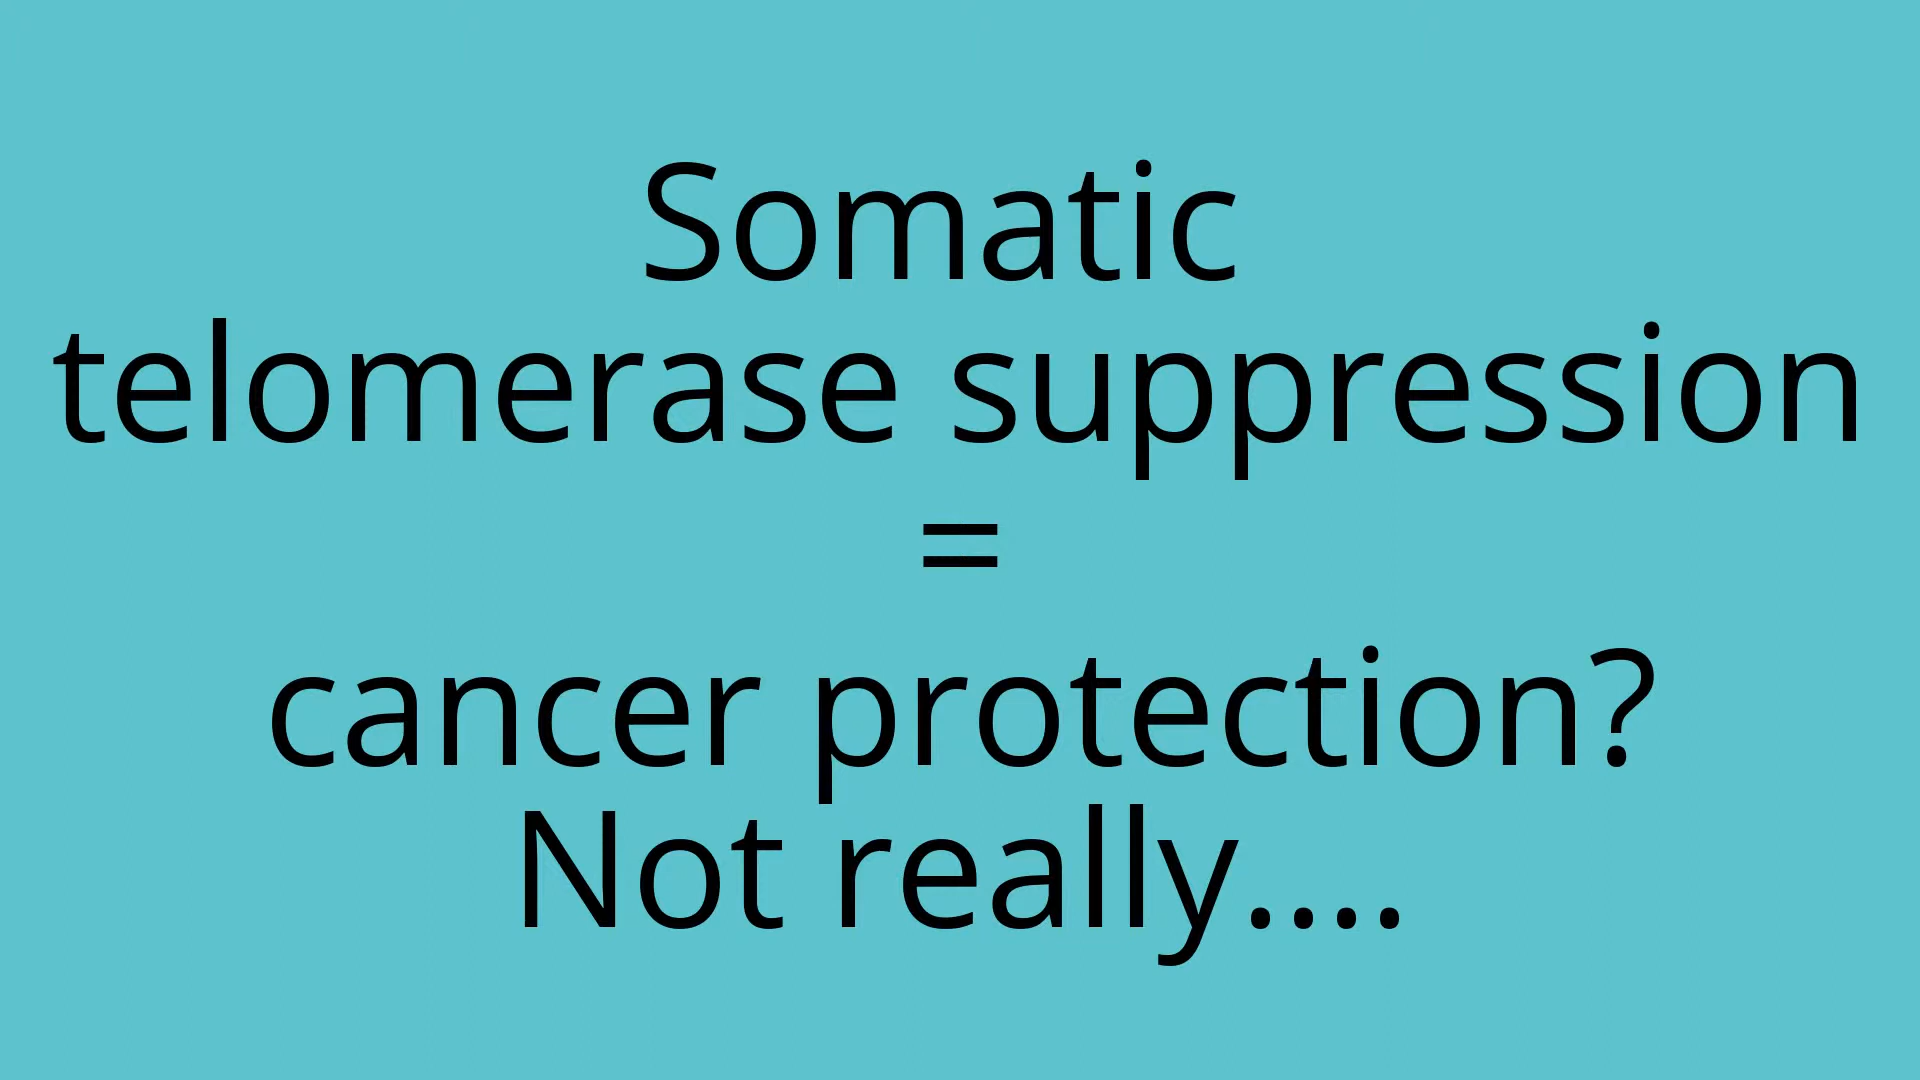 Somatic
telomerase suppression
=
cancer protection?
Not really....